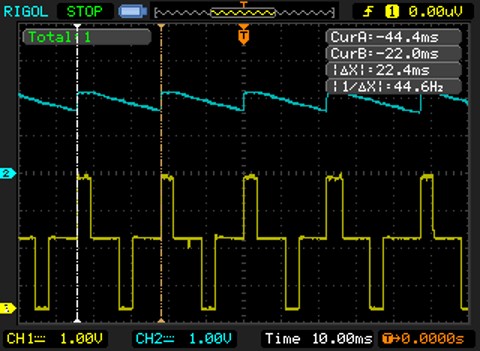 RIGOL STOP T 1 0.00uV
Total: 1
CurA=-44.4ms
CurB=-22.0ms
|ΔX|=22.4ms
|1/ΔX|=44.6Hz
T
2
CH1 1.00V CH2 1.00V Time 10.00ms T→0.0000s